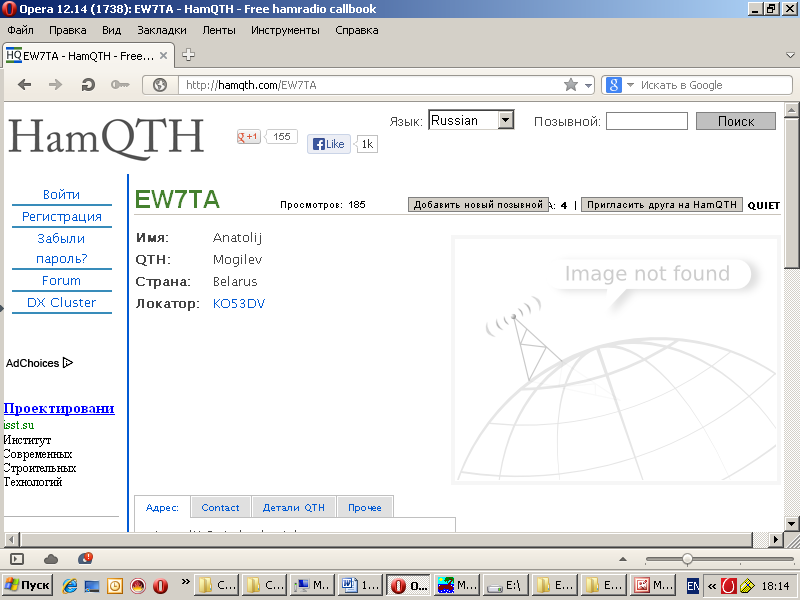 Opera 12.14 (1738): EW7TA - HamQTH - Free hamradio callbook
Файл Правка Вид Закладки Ленты Инструменты Справка
HQ EW7TA - HamQTH - Free...
http://hamqth.com/EW7TA
8 Искать в Google
HamQTH
g +1 155
Like 1k
Язык: Russian Позывной: Поиск
Войти
Регистрация
Забыли
пароль?
Forum
DX Cluster
AdChoices
Проектировани
isst.su
Институт
Современных
Строительных
Технологий
EW7TA Просмотров: 185 Добавить новый позывной A: 4 | Пригласить друга на HamQTH QUIET
Имя: Anatolij
QTH: Mogilev
Страна: Belarus
Локатор: KO53DV
Image not found
Адрес: Contact Детали QTH Прочее
Пуск » C... C... M... 1... O... M... E:\ E... E... M... EN « 18:14